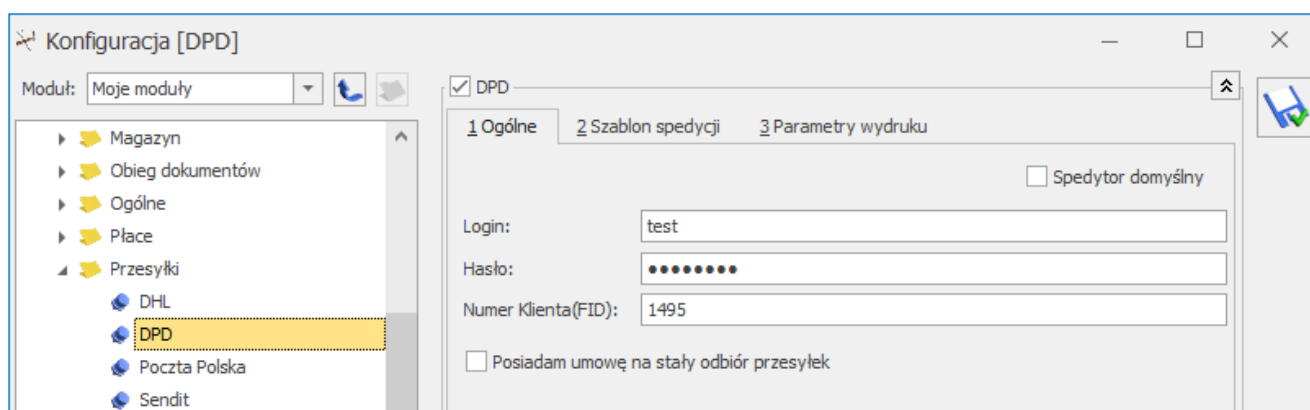 Konfiguracja [DPD]
Moduł: Moje moduły
Magazyn
Obieg dokumentów
Ogólne
Płace
Przesyłki
DHL
DPD
Poczta Polska
Sendit
DPD
1 Ogólne 2 Szablon spedycji 3 Parametry wydruku
Spedytor domyślny
Login: test
Hasło: ●●●●●●●●
Numer Klienta(FID): 1495
Posiadam umowę na stały odbiór przesyłek